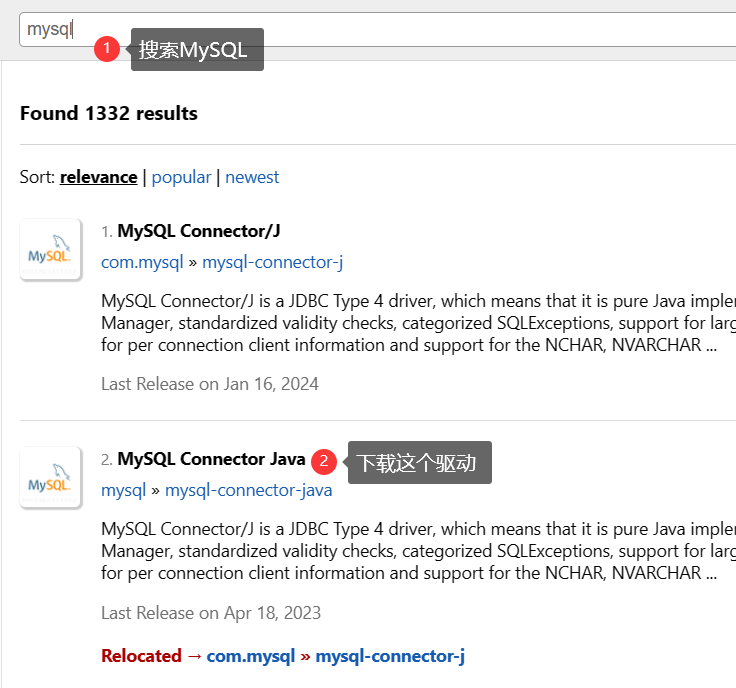 mysql
1 搜索MySQL
Found 1332 results
Sort: relevance | popular | newest
MySQL.
1. MySQL Connector/J
com.mysql » mysql-connector-j
MySQL Connector/J is a JDBC Type 4 driver, which means that it is pure Java implem
Manager, standardized validity checks, categorized SQLExceptions, support for larg
for per connection client information and support for the NCHAR, NVARCHAR ...
Last Release on Jan 16, 2024
MySQL.
2. MySQL Connector Java 2 下载这个驱动
mysql » mysql-connector-java
MySQL Connector/J is a JDBC Type 4 driver, which means that it is pure Java implem
Manager, standardized validity checks, categorized SQLExceptions, support for larg
for per connection client information and support for the NCHAR, NVARCHAR ...
Last Release on Apr 18, 2023
Relocated → com.mysql » mysql-connector-j